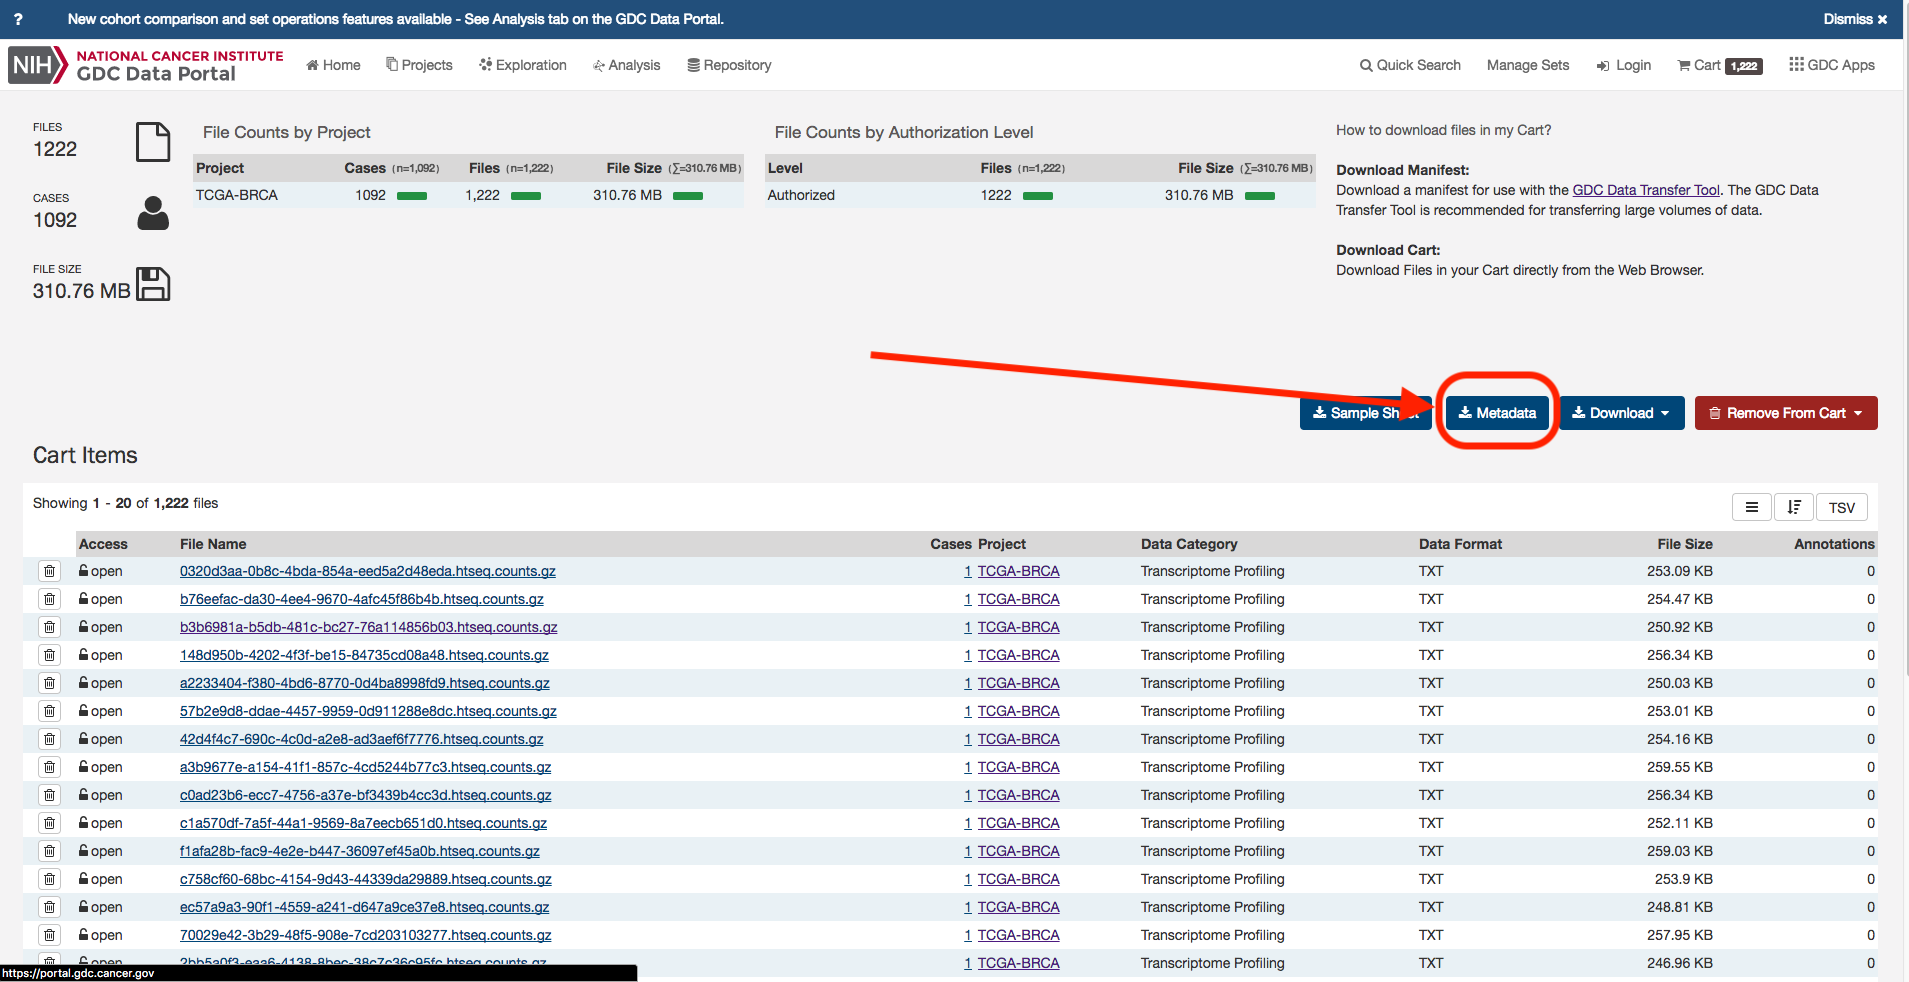 ? New cohort comparison and set operations features available - See Analysis tab on the GDC Data Portal. Dismiss ×
NIH NATIONAL CANCER INSTITUTE
GDC Data Portal
Home Projects Exploration Analysis Repository Quick Search Manage Sets Login Cart 1,222 GDC Apps
FILES
1222
CASES
1092
FILE SIZE
310.76 MB
File Counts by Project
Project Cases (n=1,092) Files (n=1,222) File Size (∑=310.76 MB)
TCGA-BRCA 1092 1,222 310.76 MB
File Counts by Authorization Level
Level Files (n=1,222) File Size (∑=310.76 MB)
Authorized 1222 310.76 MB
How to download files in my Cart?
Download Manifest:
Download a manifest for use with the GDC Data Transfer Tool. The GDC Data
Transfer Tool is recommended for transferring large volumes of data.
Download Cart:
Download Files in your Cart directly from the Web Browser.
Sample Metadata Download Remove From Cart
Cart Items
Showing 1 - 20 of 1,222 files
TSV
Access File Name Cases Project Data Category Data Format File Size Annotations
open 0320d3aa-0b8c-4bda-854a-eed5a2d48eda.htseq.counts.gz 1 TCGA-BRCA Transcriptome Profiling TXT 253.09 KB 0
open b76eefac-da30-4ee4-9670-4afc45f86b4b.htseq.counts.gz 1 TCGA-BRCA Transcriptome Profiling TXT 254.47 KB 0
open b3b6981a-b5db-481c-bc27-76a114856b03.htseq.counts.gz 1 TCGA-BRCA Transcriptome Profiling TXT 250.92 KB 0
open 148d950b-4202-4f3f-be15-84735cd08a48.htseq.counts.gz 1 TCGA-BRCA Transcriptome Profiling TXT 256.34 KB 0
open a2233404-f380-4bd6-8770-0d4ba8998fd9.htseq.counts.gz 1 TCGA-BRCA Transcriptome Profiling TXT 250.03 KB 0
open 57b2e9d8-ddae-4457-9959-0d911288e8dc.htseq.counts.gz 1 TCGA-BRCA Transcriptome Profiling TXT 253.01 KB 0
open 42d4f4c7-690c-4c0d-a2e8-ad3aef6f7776.htseq.counts.gz 1 TCGA-BRCA Transcriptome Profiling TXT 254.16 KB 0
open a3b9677e-a154-41f1-857c-4cd5244b77c3.htseq.counts.gz 1 TCGA-BRCA Transcriptome Profiling TXT 259.55 KB 0
open c0ad23b6-ecc7-4756-a37e-bf3439b4cc3d.htseq.counts.gz 1 TCGA-BRCA Transcriptome Profiling TXT 256.34 KB 0
open c1a570df-7a5f-44a1-9569-8a7eecb651d0.htseq.counts.gz 1 TCGA-BRCA Transcriptome Profiling TXT 252.11 KB 0
open f1afa28b-fac9-4e2e-b447-36097ef45a0b.htseq.counts.gz 1 TCGA-BRCA Transcriptome Profiling TXT 259.03 KB 0
open c758cf60-68bc-4154-9d43-44339da29889.htseq.counts.gz 1 TCGA-BRCA Transcriptome Profiling TXT 253.9 KB 0
open ec57a9a3-90f1-4559-a241-d647a9ce37e8.htseq.counts.gz 1 TCGA-BRCA Transcriptome Profiling TXT 248.81 KB 0
open 70029e42-3b29-48f5-908e-7cd203103277.htseq.counts.gz 1 TCGA-BRCA Transcriptome Profiling TXT 257.95 KB 0
open 1 TCGA-BRCA Transcriptome Profiling TXT 246.96 KB 0
https://portal.gdc.cancer.gov